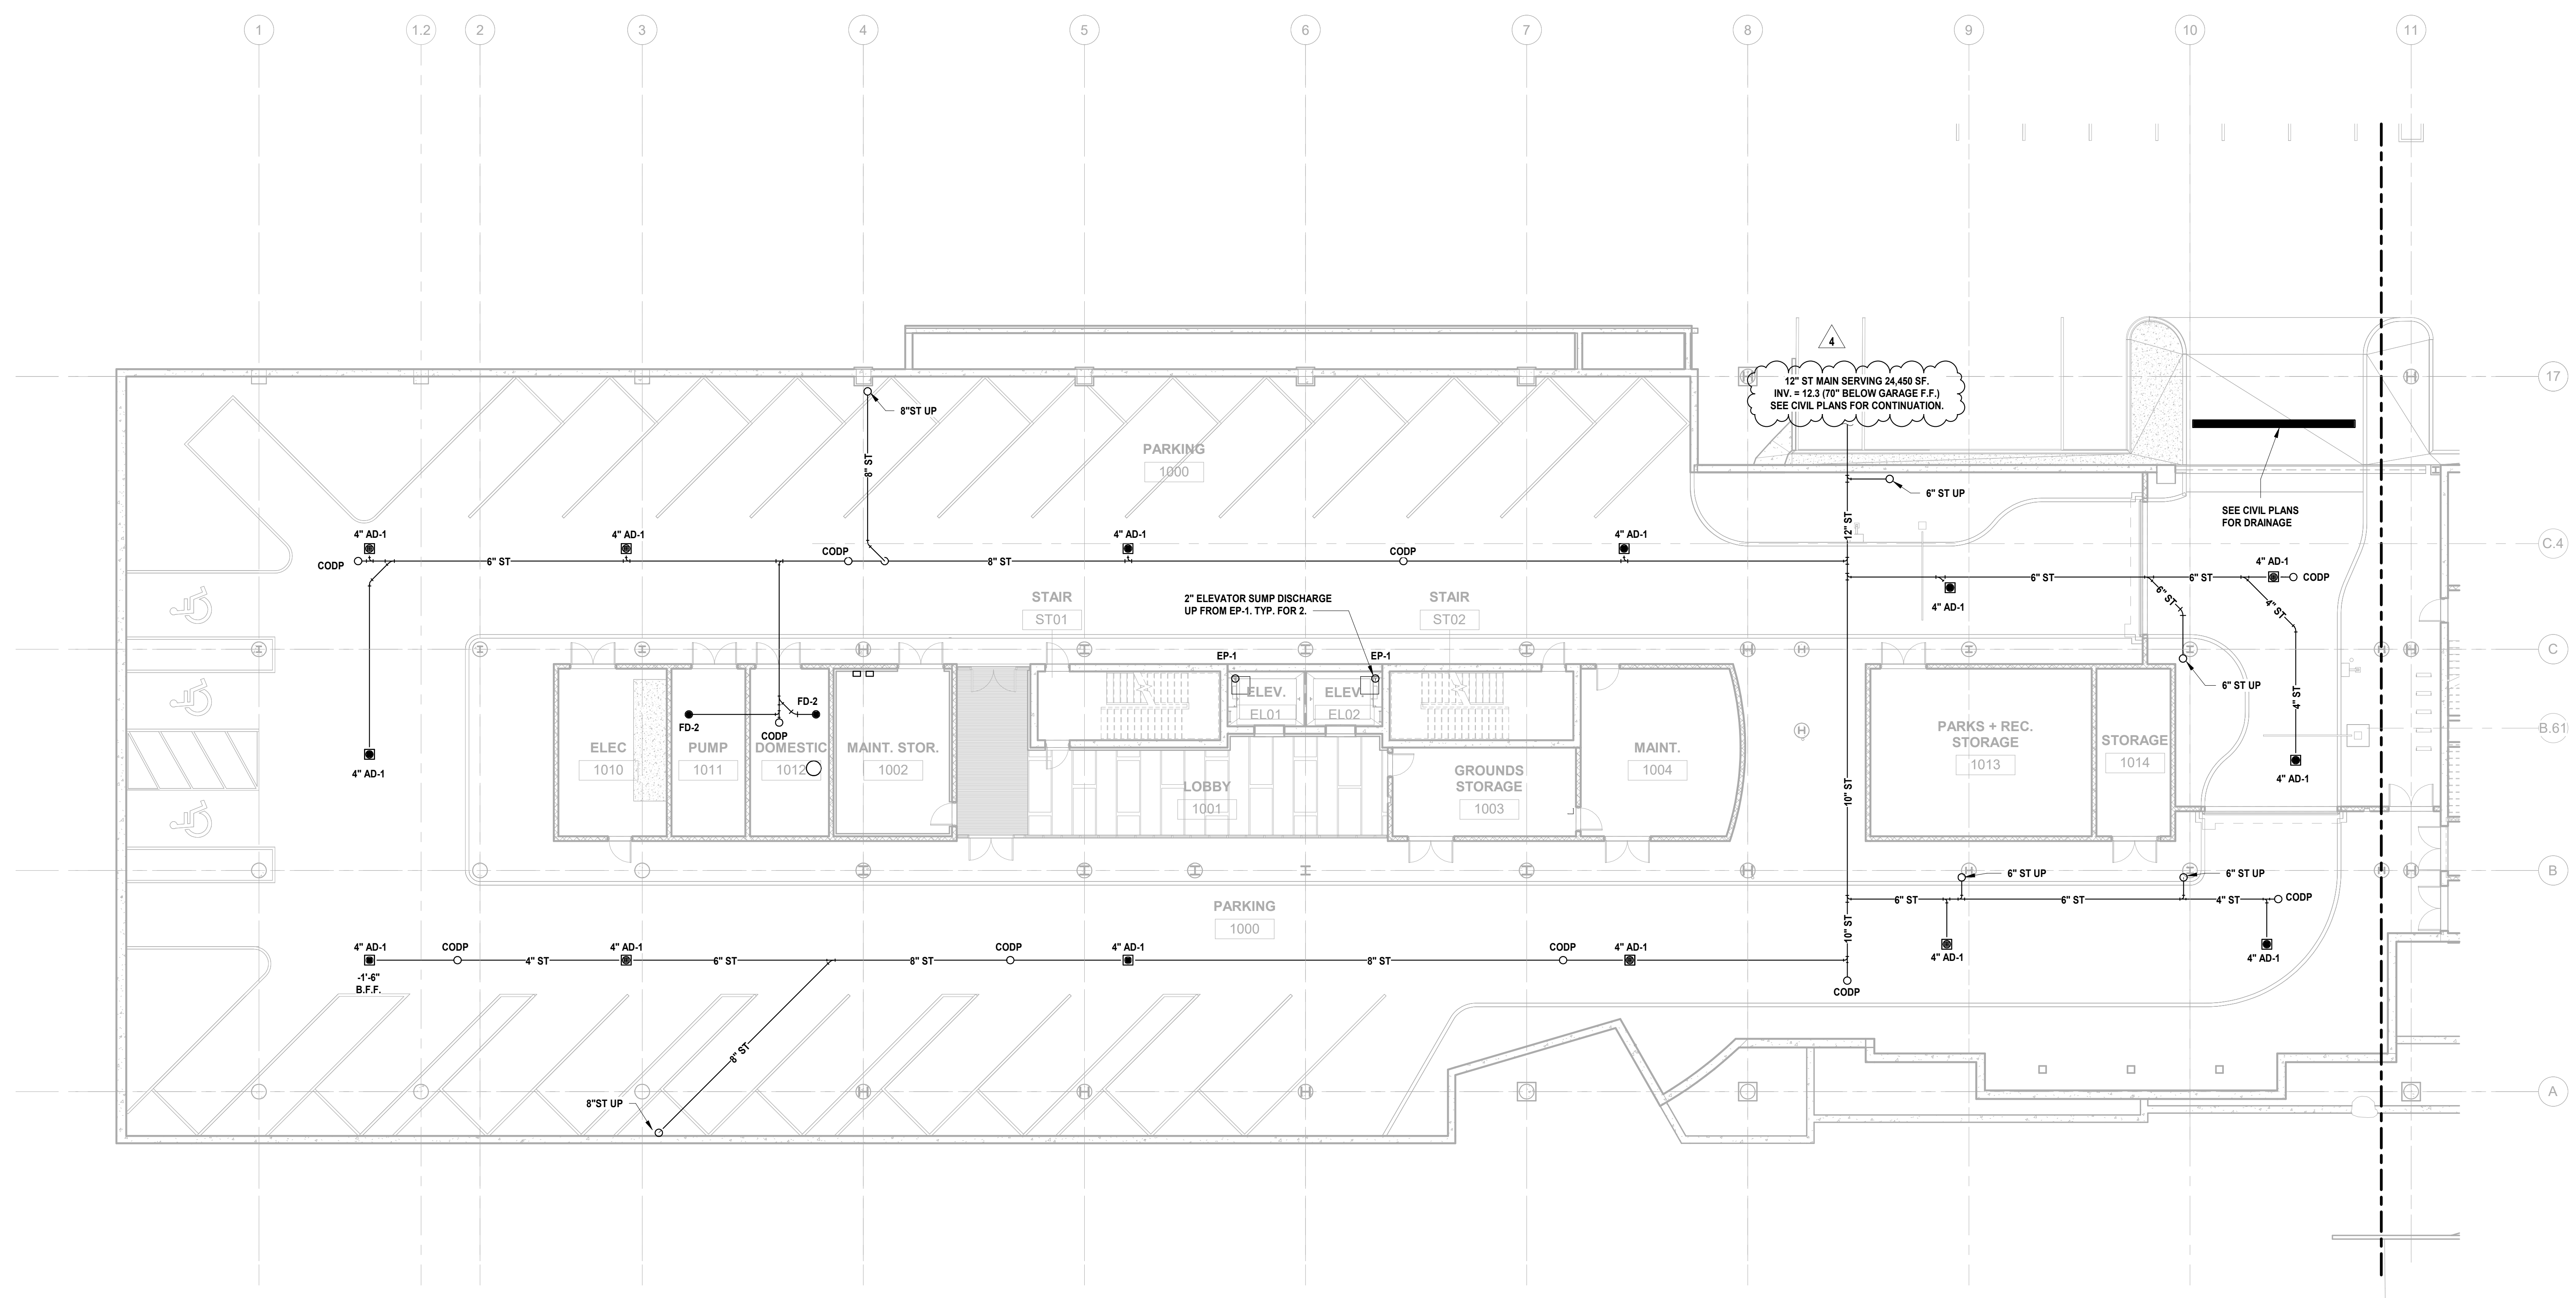 1
1.2
2
3
4
5
6
7
8
9
10
11
4
12" ST MAIN SERVING 24,450 SF.
INV. = 12.3 (70" BELOW GARAGE F.F.)
SEE CIVIL PLANS FOR CONTINUATION.
17
8"ST UP
8" ST
PARKING
1000
6" ST UP
12" ST
SEE CIVIL PLANS
FOR DRAINAGE
4" AD-1
4" AD-1
4" AD-1
4" AD-1
C.4
CODP
6" ST
CODP
8" ST
CODP
4" AD-1
6" ST
6" ST
CODP
4" AD-1
6" ST
4" ST
STAIR
ST01
2" ELEVATOR SUMP DISCHARGE
UP FROM EP-1. TYP. FOR 2.
STAIR
ST02
EP-1
EP-1
C
6" ST UP
4" ST
ELEV.
EL01
ELEV.
EL02
FD-2
FD-2
CODP
B.61
4" AD-1
ELEC
1010
PUMP
1011
DOMESTIC
1012
MAINT. STOR.
1002
LOBBY
1001
GROUNDS
STORAGE
1003
MAINT.
1004
10" ST
PARKS + REC.
STORAGE
1013
STORAGE
1014
4" AD-1
B
6" ST UP
6" ST UP
PARKING
1000
6" ST
6" ST
4" ST
CODP
10" ST
4" AD-1
4" AD-1
4" AD-1
CODP
4" ST
4" AD-1
6" ST
8" ST
CODP
4" AD-1
8" ST
CODP
4" AD-1
-1'-6"
B.F.F.
CODP
8" ST
8"ST UP
A